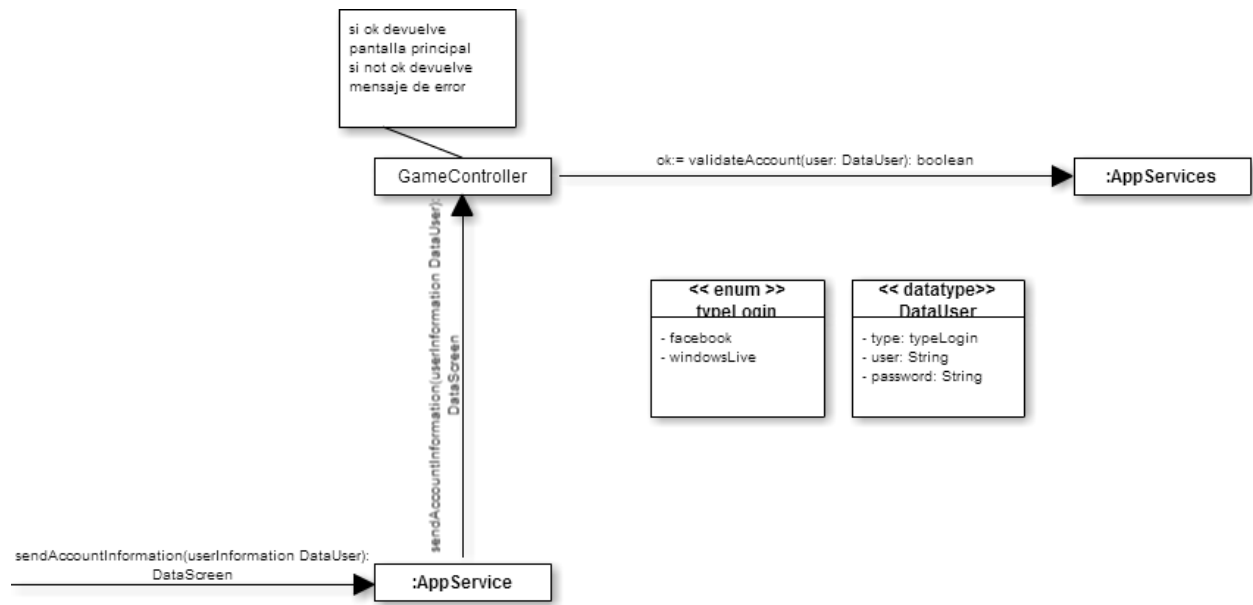 si ok devuelve
pantalla principal
si not ok devuelve
mensaje de error
GameController
ok:= validateAccount(user: DataUser): boolean
:AppServices
sendAccountInformation(userInformation DataUser):
DataScreen
<< enum >>
typeLogin
- facebook
- windowsLive
<< datatype>>
DataUser
- type: typeLogin
- user: String
- password: String
sendAccountInformation(userInformation DataUser):
DataScreen
:AppService